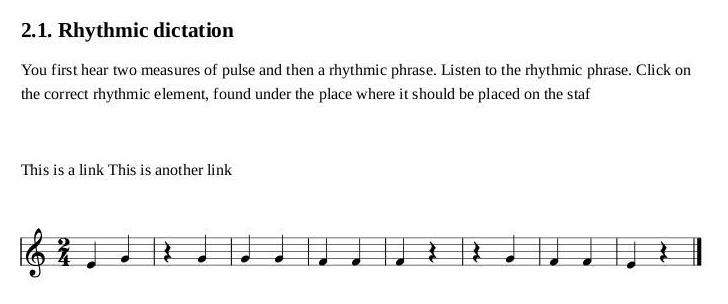 2.1. Rhythmic dictation
You first hear two measures of pulse and then a rhythmic phrase. Listen to the rhythmic phrase. Click on
the correct rhythmic element, found under the place where it should be placed on the staf
This is a link This is another link
2
4